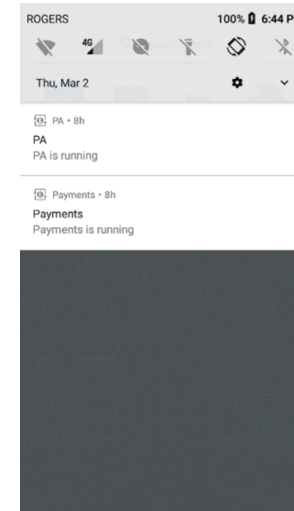 ROGERS 100% 6:44 P
4G
Thu, Mar 2
PA • 8h
PA
PA is running
Payments • 8h
Payments
Payments is running